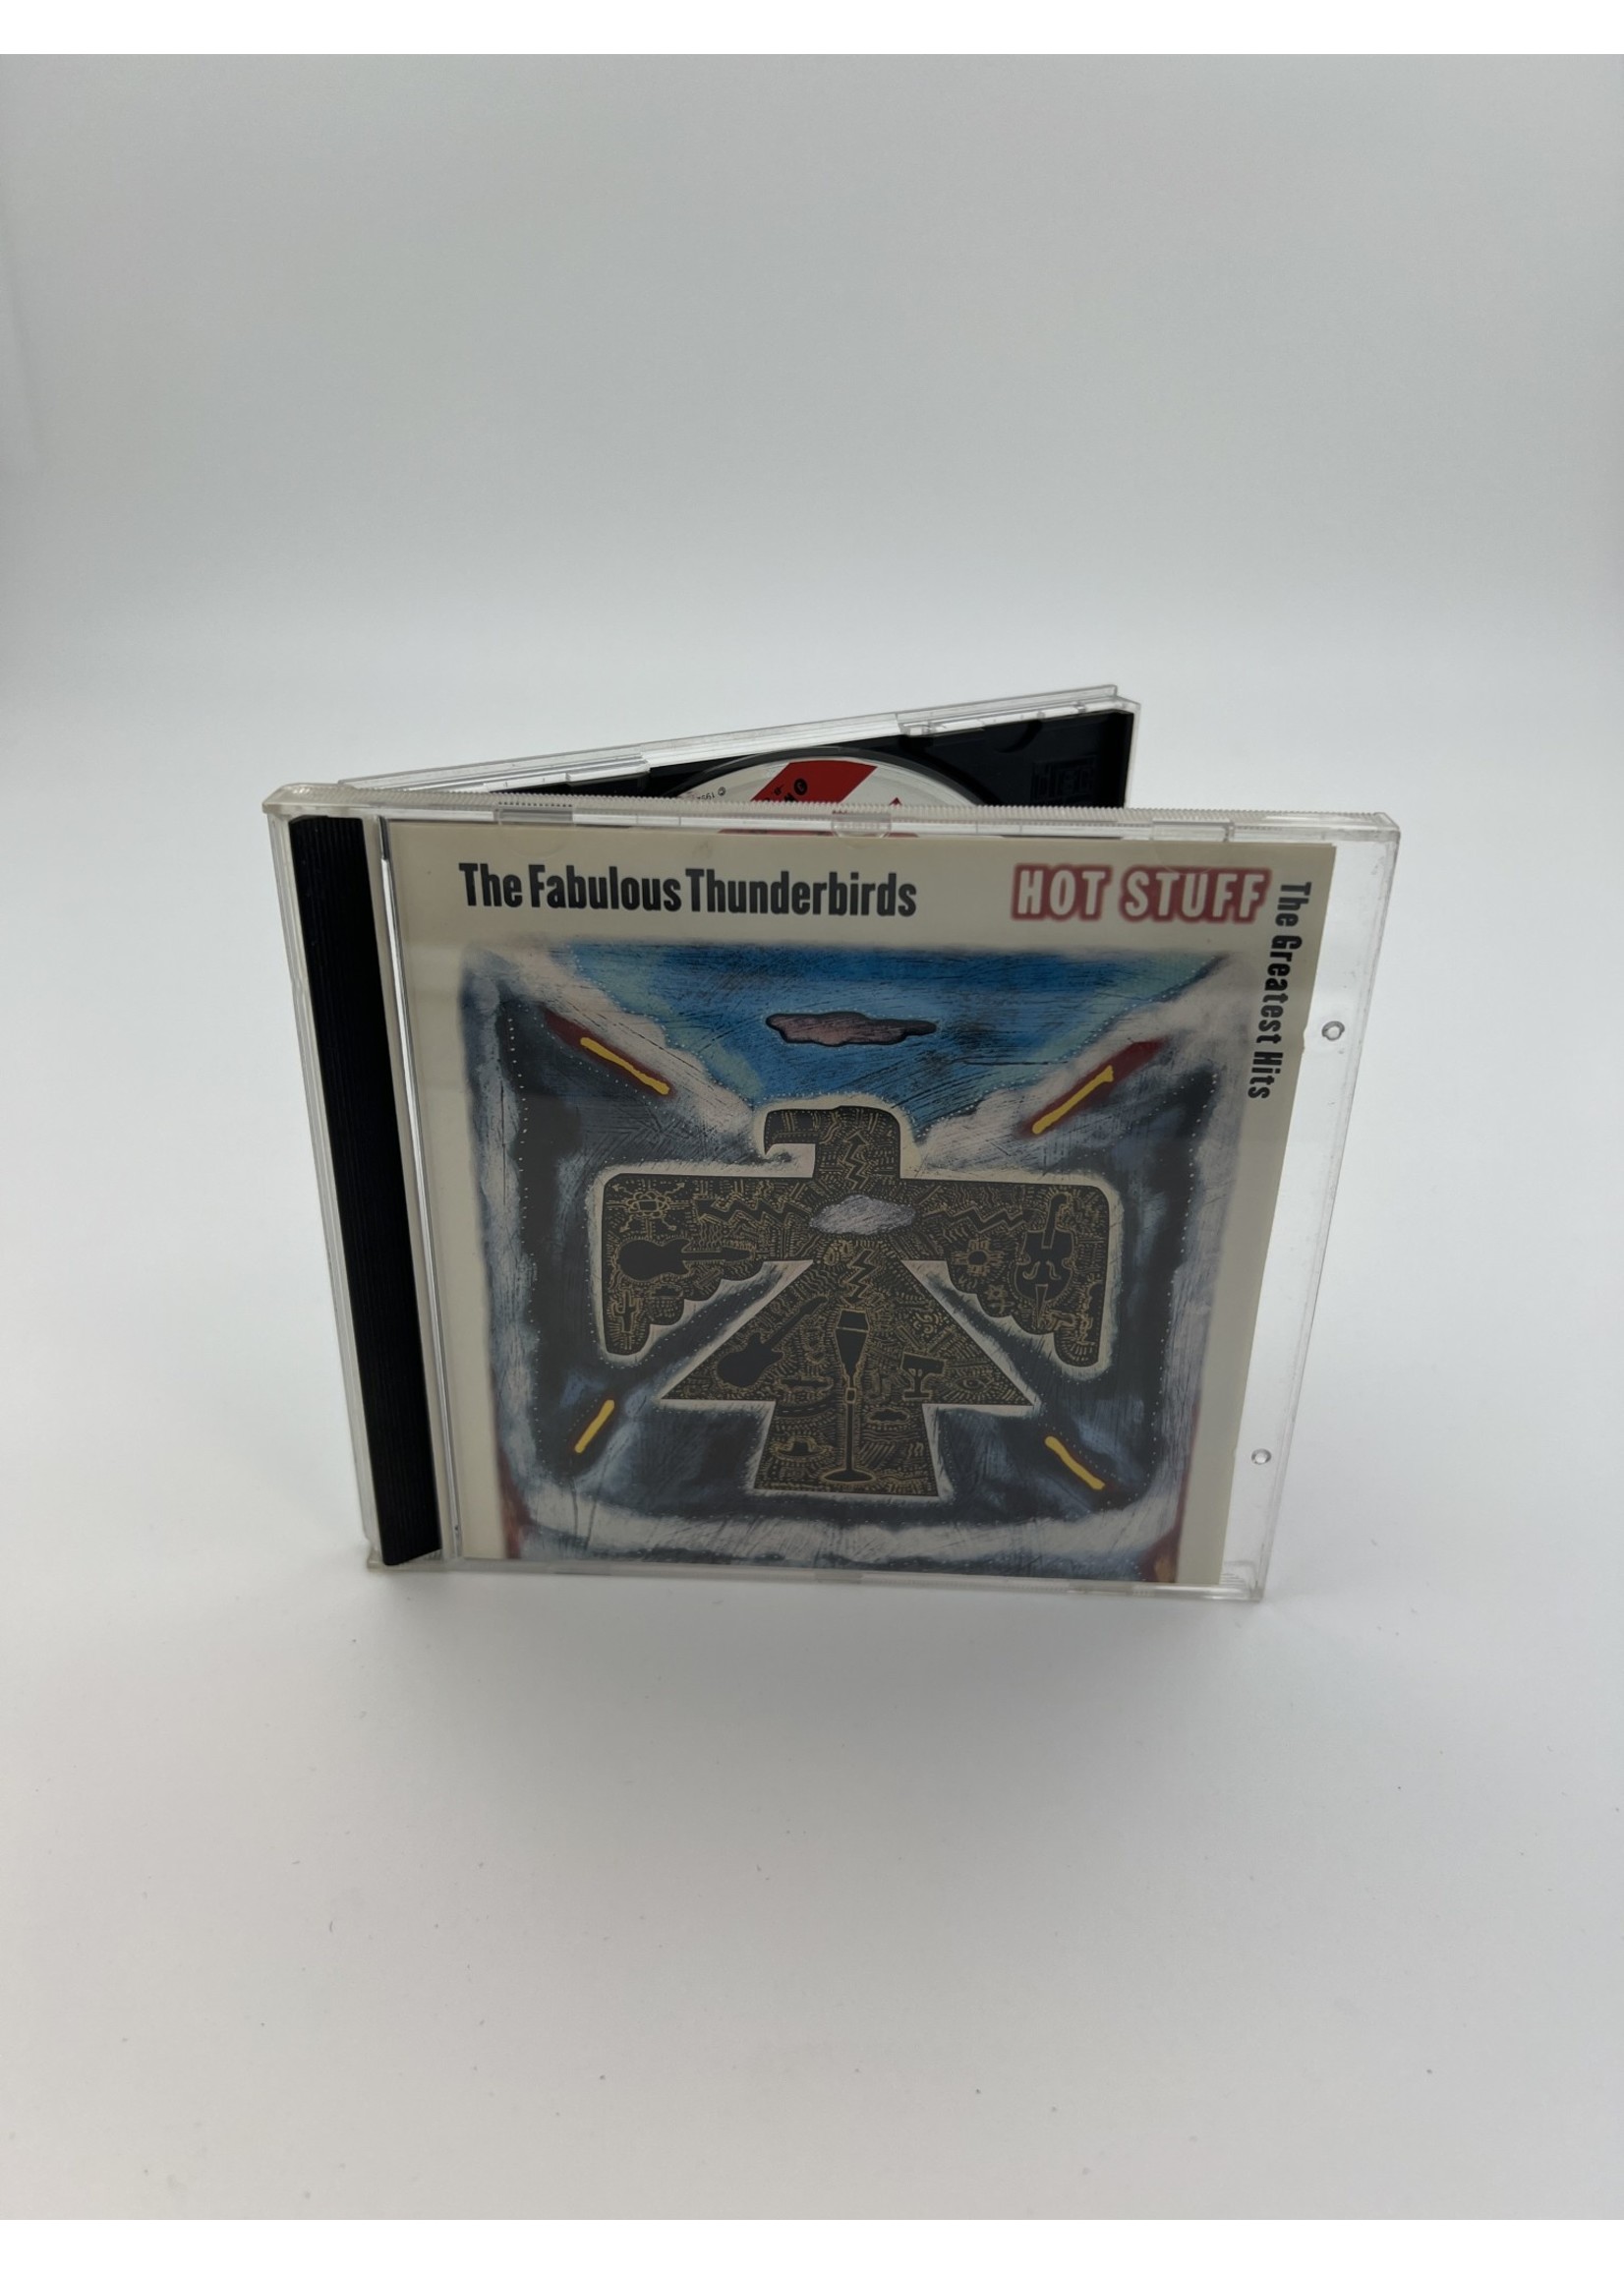 The Fabulous Thunderbirds
HOT STUFF
The Greatest Hits